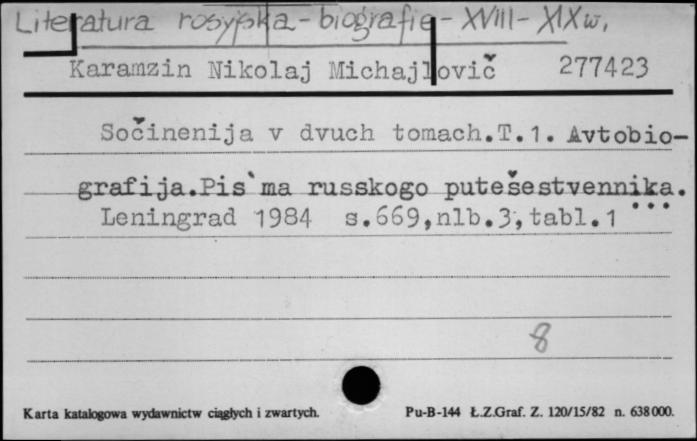 Literatura rosyjska - biografie - XVIII - XIX w.
Karamzin Nikolaj Michajlovič 277423
Sočinenija v dvuch tomach.T.1. Avtobio-
grafija.Pis`ma russkogo putešestvennika.
Leningrad 1984 s.669,nlb.3,tabl.1 ...
8
Karta katalogowa wydawnictw ciągłych i zwartych. Pu-B-144 Ł.Z.Graf. Z. 120/15/82 n. 638000.